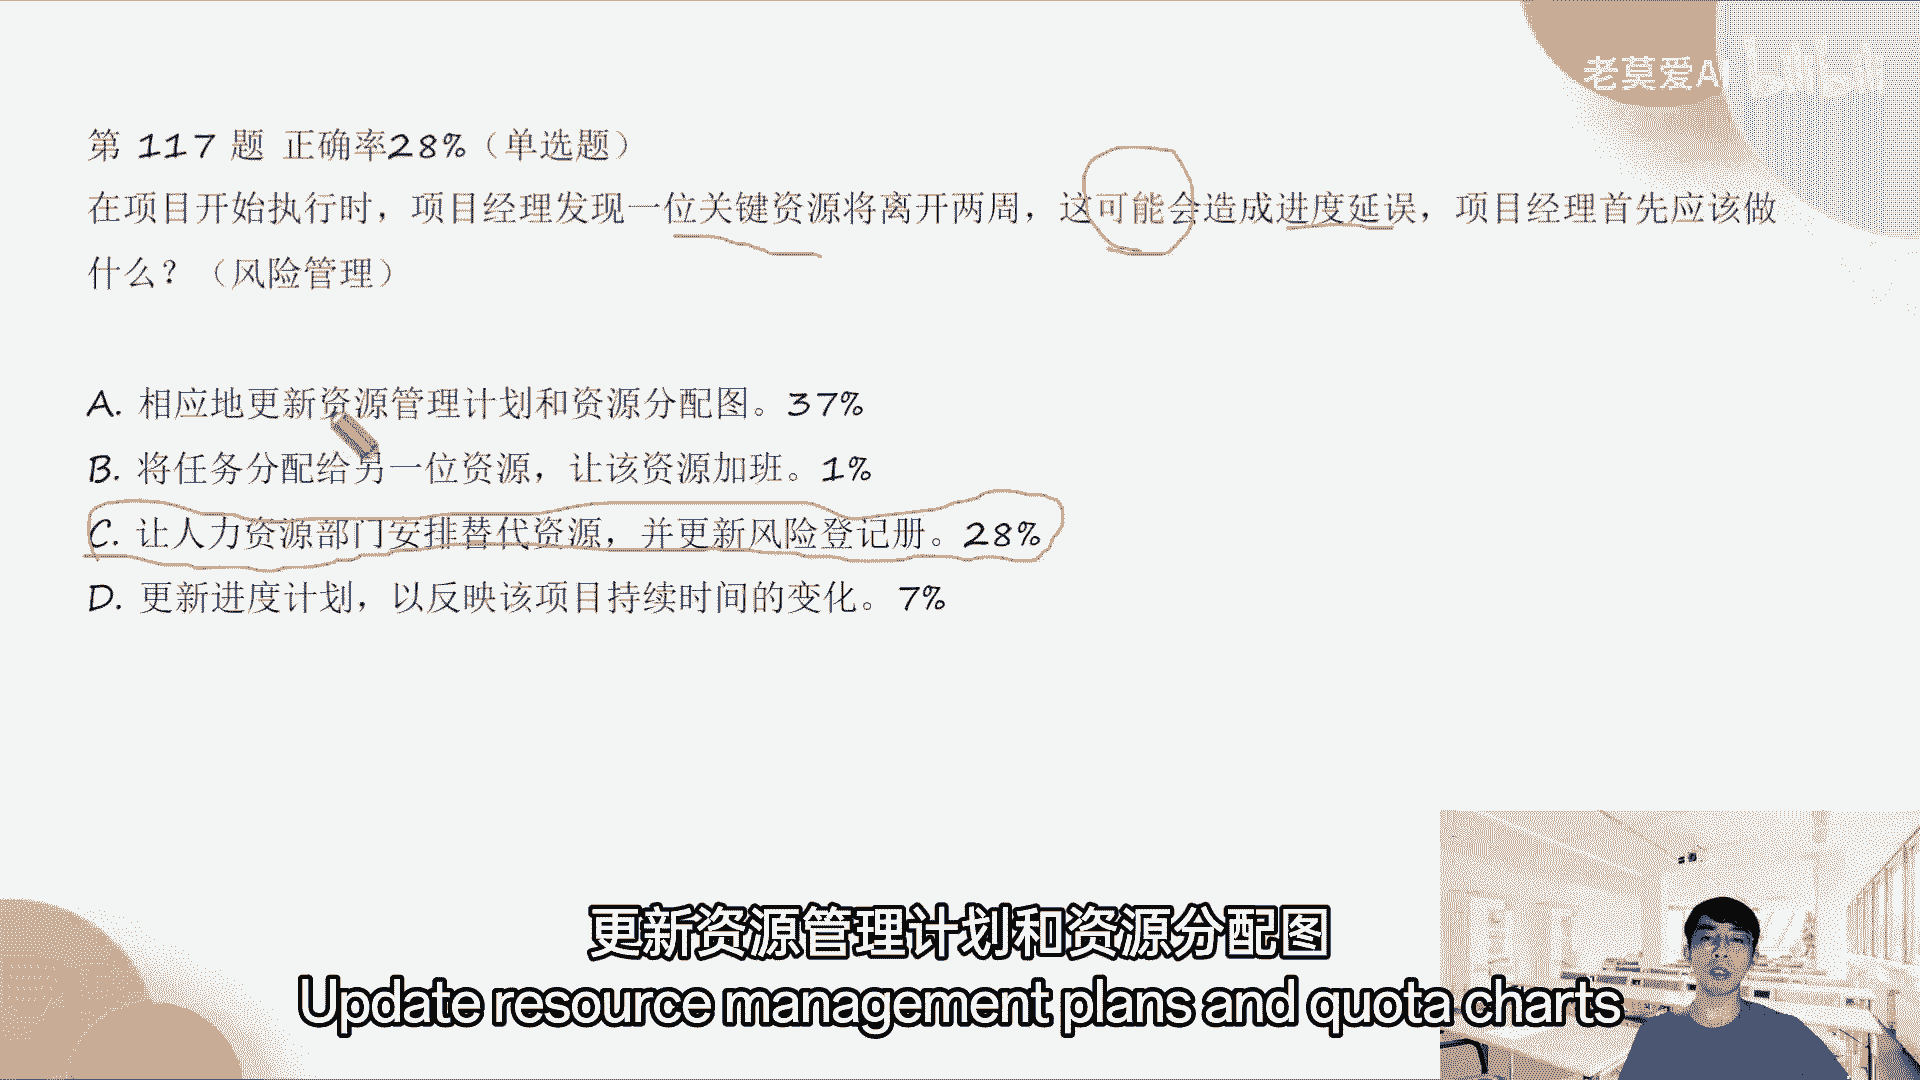 老莫爱A
第 117 题 正确率28%（单选题）
在项目开始执行时，项目经理发现一位关键资源将离开两周，这可能会造成进度延误，项目经理首先应该做
什么？（风险管理）
A. 相应地更新资源管理计划和资源分配图。37%
B. 将任务分配给另一位资源，让该资源加班。1%
C. 让人力资源部门安排替代资源，并更新风险登记册。28%
D. 更新进度计划，以反映该项目持续时间的变化。7%
更新资源管理计划和资源分配图
Update resource management plans and quota charts